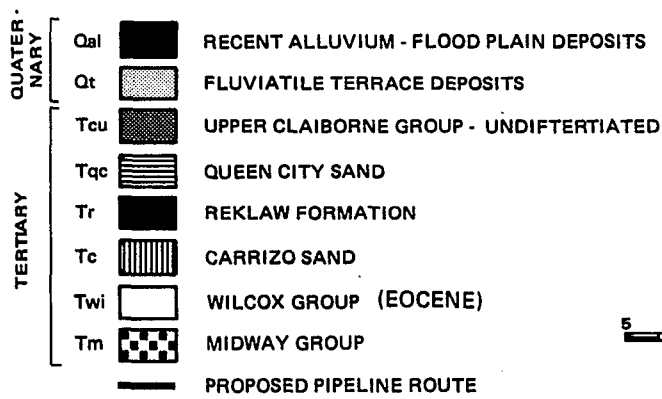 QUATER-
NARY
Qal RECENT ALLUVIUM - FLOOD PLAIN DEPOSITS
Qt FLUVIATILE TERRACE DEPOSITS
TERTIARY
Tcu UPPER CLAIBORNE GROUP - UNDIFTERTIATED
Tqc QUEEN CITY SAND
Tr REKLAW FORMATION
Tc CARRIZO SAND
Twi WILCOX GROUP (EOCENE)
Tm MIDWAY GROUP
5
PROPOSED PIPELINE ROUTE